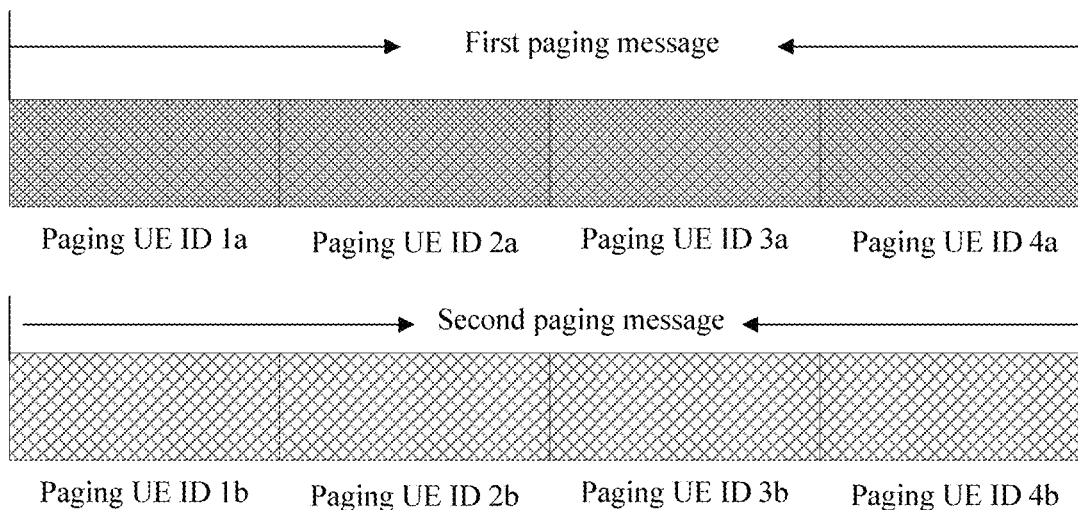 First paging message
Paging UE ID 1a Paging UE ID 2a Paging UE ID 3a Paging UE ID 4a
Second paging message
Paging UE ID 1b Paging UE ID 2b Paging UE ID 3b Paging UE ID 4b